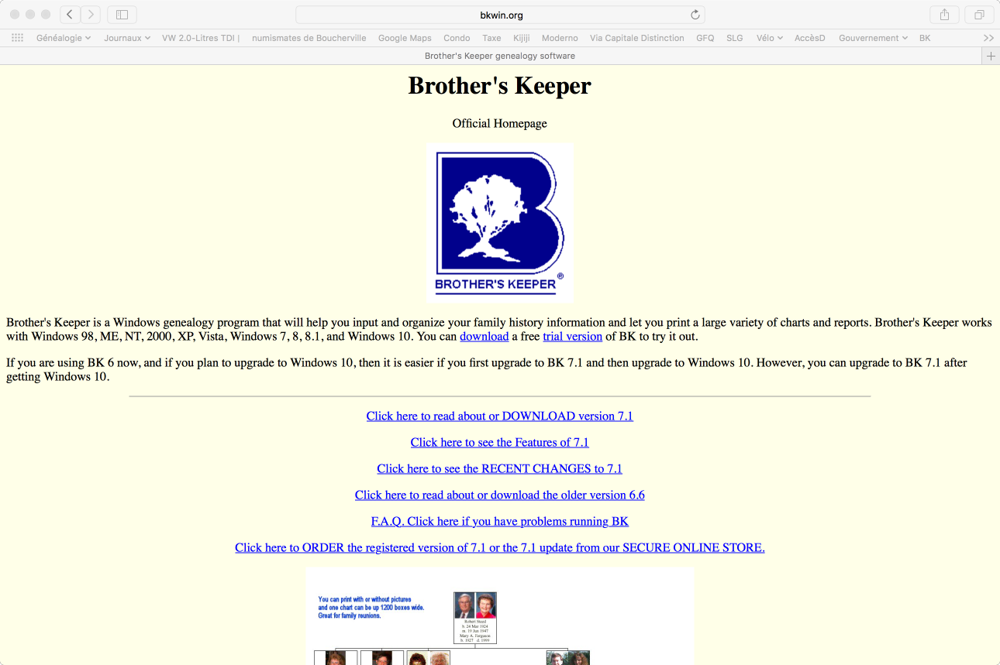 bkwin.org
Généalogie Journaux VW 2.0-Litres TDI | numismates de Boucherville Google Maps Condo Taxe Kijiji Moderno Via Capitale Distinction GFQ SLG Vélo AccèsD Gouvernement BK
Brother's Keeper genealogy software
Brother's Keeper
Official Homepage
BROTHER'S KEEPER®
Brother's Keeper is a Windows genealogy program that will help you input and organize your family history information and let you print a large variety of charts and reports. Brother's Keeper works
with Windows 98, ME, NT, 2000, XP, Vista, Windows 7, 8, 8.1, and Windows 10. You can download a free trial version of BK to try it out.
If you are using BK 6 now, and if you plan to upgrade to Windows 10, then it is easier if you first upgrade to BK 7.1 and then upgrade to Windows 10. However, you can upgrade to BK 7.1 after
getting Windows 10.
Click here to read about or DOWNLOAD version 7.1
Click here to see the Features of 7.1
Click here to see the RECENT CHANGES to 7.1
Click here to read about or download the older version 6.6
F.A.Q. Click here if you have problems running BK
Click here to ORDER the registered version of 7.1 or the 7.1 update from our SECURE ONLINE STORE.
You can print with or without pictures
and one chart can be up 1200 boxes wide.
Great for family reunions.
Robert Steed
b. 24 Mar 1924
m. 19 Jun 1947
Mary A. Ferguson
b. 1927 d. 1999